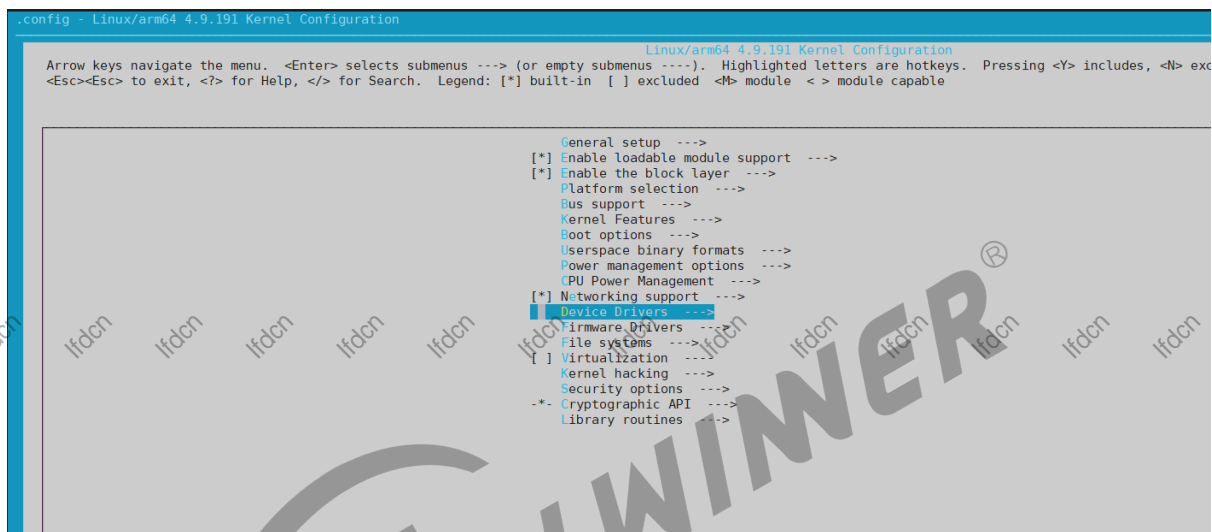 .config - Linux/arm64 4.9.191 Kernel Configuration
Linux/arm64 4.9.191 Kernel Configuration
Arrow keys navigate the menu. <Enter> selects submenus ---> (or empty submenus ----). Highlighted letters are hotkeys. Pressing <Y> includes, <N> exc
<Esc><Esc> to exit, <?> for Help, </> for Search. Legend: [*] built-in [ ] excluded <M> module < > module capable
General setup --->
[*] Enable loadable module support --->
[*] Enable the block layer --->
Platform selection --->
Bus support --->
Kernel Features --->
Boot options --->
Userspace binary formats --->
Power management options --->
CPU Power Management --->
[*] Networking support --->
Device Drivers --->
Firmware Drivers --->
File systems --->
[ ] Virtualization ----
Kernel hacking --->
Security options --->
-*- Cryptographic API --->
Library routines --->
lfdcn lfdcn lfdcn lfdcn lfdcn lfdcn lfdcn lfdcn lfdcn lfdcn lfdcn lfdcn
LWINNER®